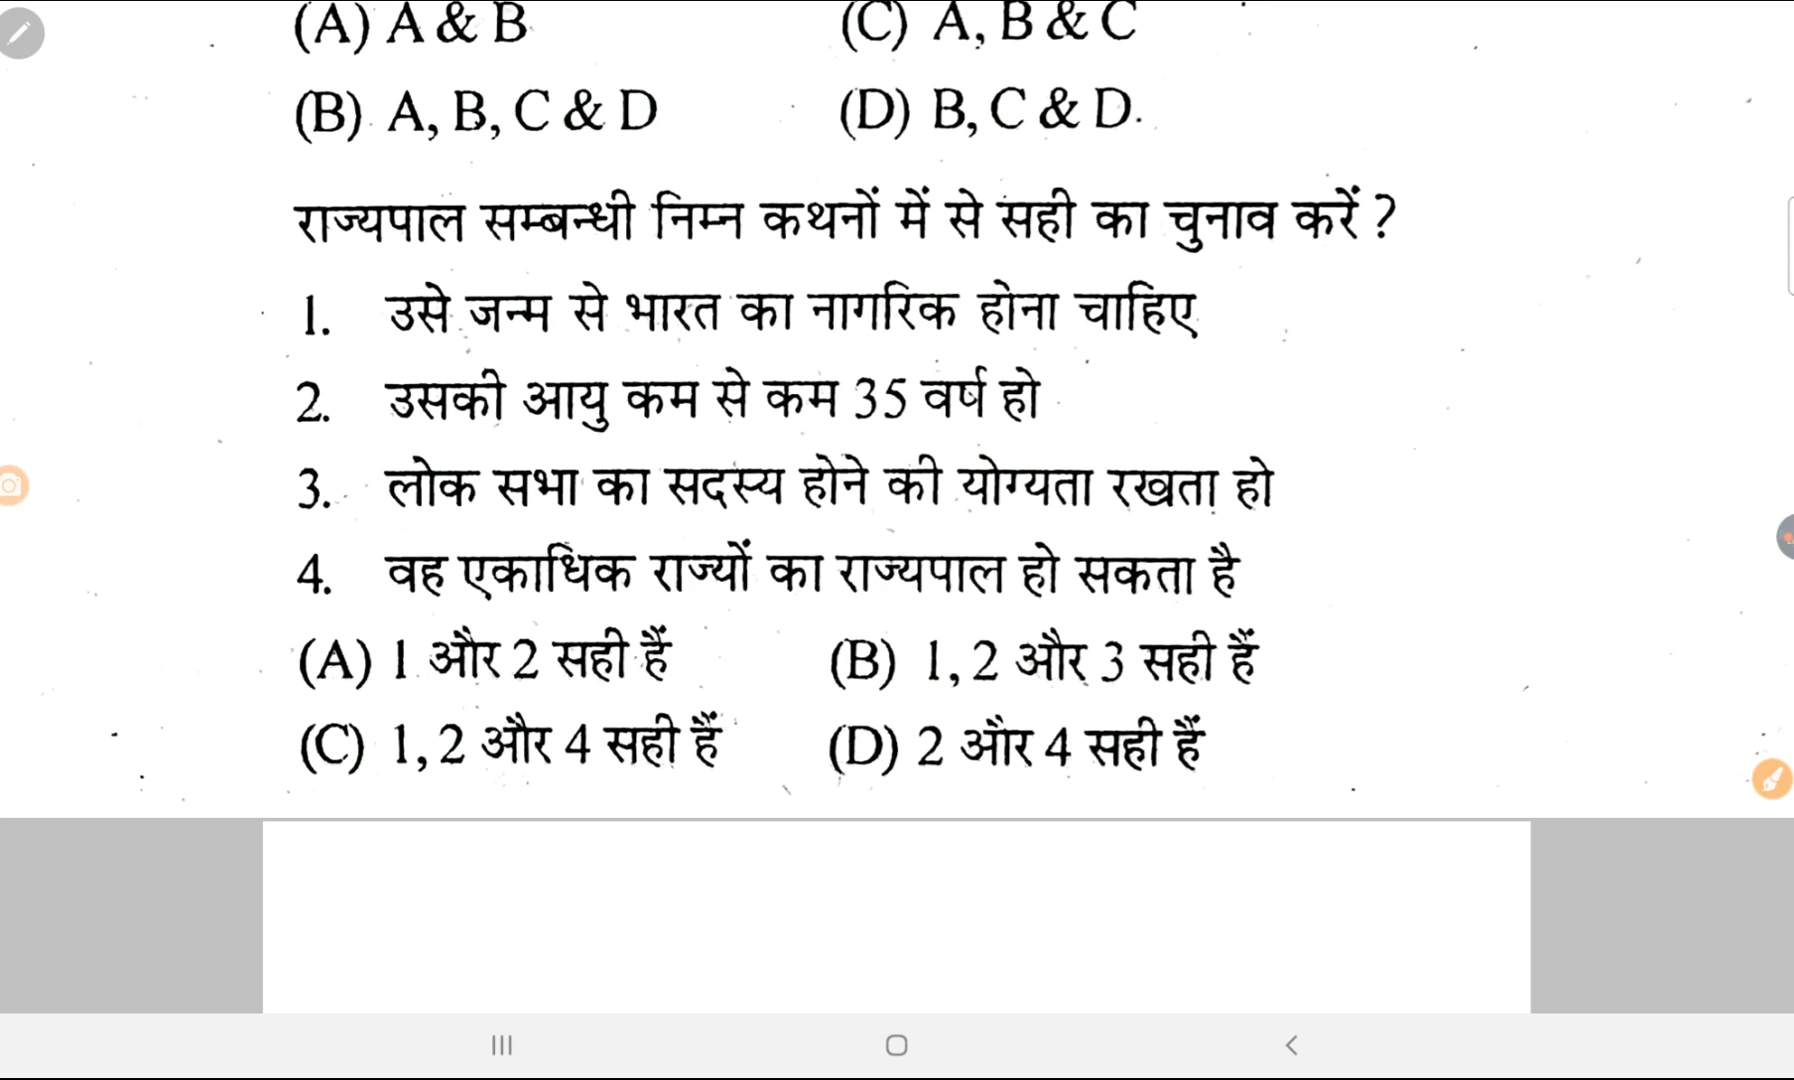 (A) A & B (C) A, B & C
(B) A, B, C & D (D) B, C & D.
राज्यपाल सम्बन्धी निम्न कथनों में से सही का चुनाव करें ?
1. उसे जन्म से भारत का नागरिक होना चाहिए
2. उसकी आयु कम से कम 35 वर्ष हो
3. लोक सभा का सदस्य होने की योग्यता रखता हो
4. वह एकाधिक राज्यों का राज्यपाल हो सकता है
(A) 1 और 2 सही हैं (B) 1, 2 और 3 सही हैं
(C) 1, 2 और 4 सही हैं (D) 2 और 4 सही हैं